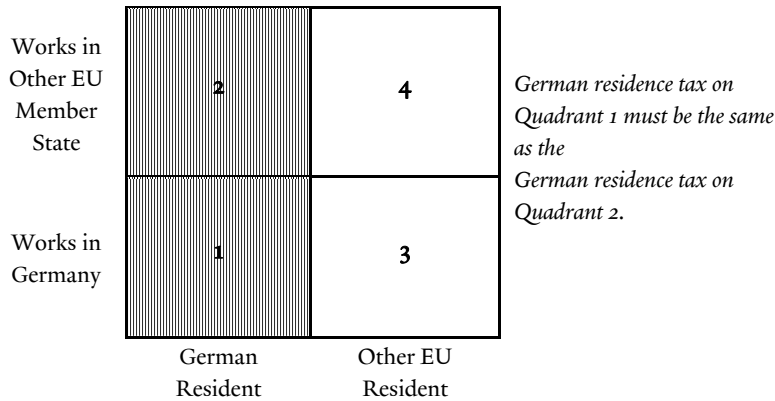 Works in
Other EU
Member
State
2
4
German residence tax on
Quadrant 1 must be the same
as the
German residence tax on
Quadrant 2.
Works in
Germany
1
3
German
Resident
Other EU
Resident